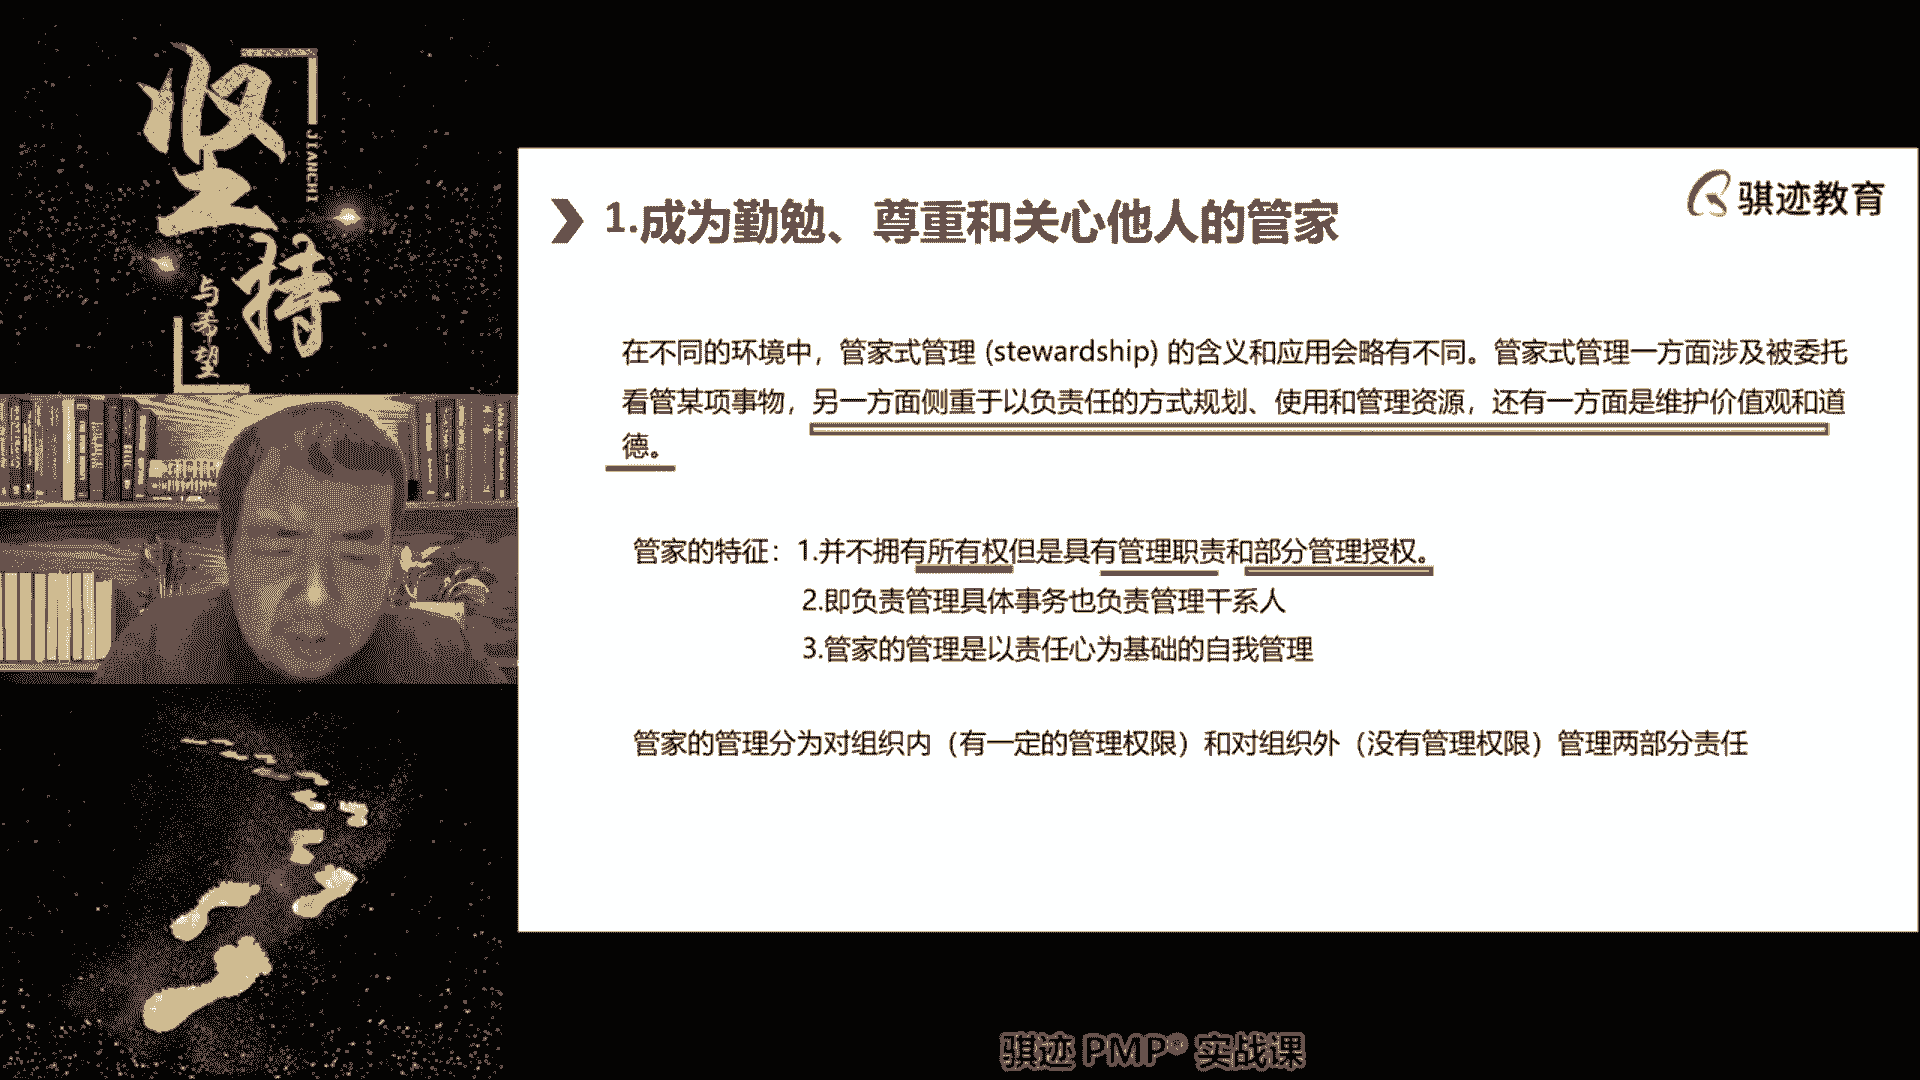 坚持
JIANCHI
与希望
骐迹教育
1.成为勤勉、尊重和关心他人的管家
在不同的环境中，管家式管理 (stewardship) 的含义和应用会略有不同。管家式管理一方面涉及被委托
看管某项事物，另一方面侧重于以负责任的方式规划、使用和管理资源，还有一方面是维护价值观和道
德。
管家的特征：1.并不拥有所有权但是具有管理职责和部分管理授权。
2.即负责管理具体事务也负责管理干系人
3.管家的管理是以责任心为基础的自我管理
管家的管理分为对组织内（有一定的管理权限）和对组织外（没有管理权限）管理两部分责任
骐迹 PMP® 实战课